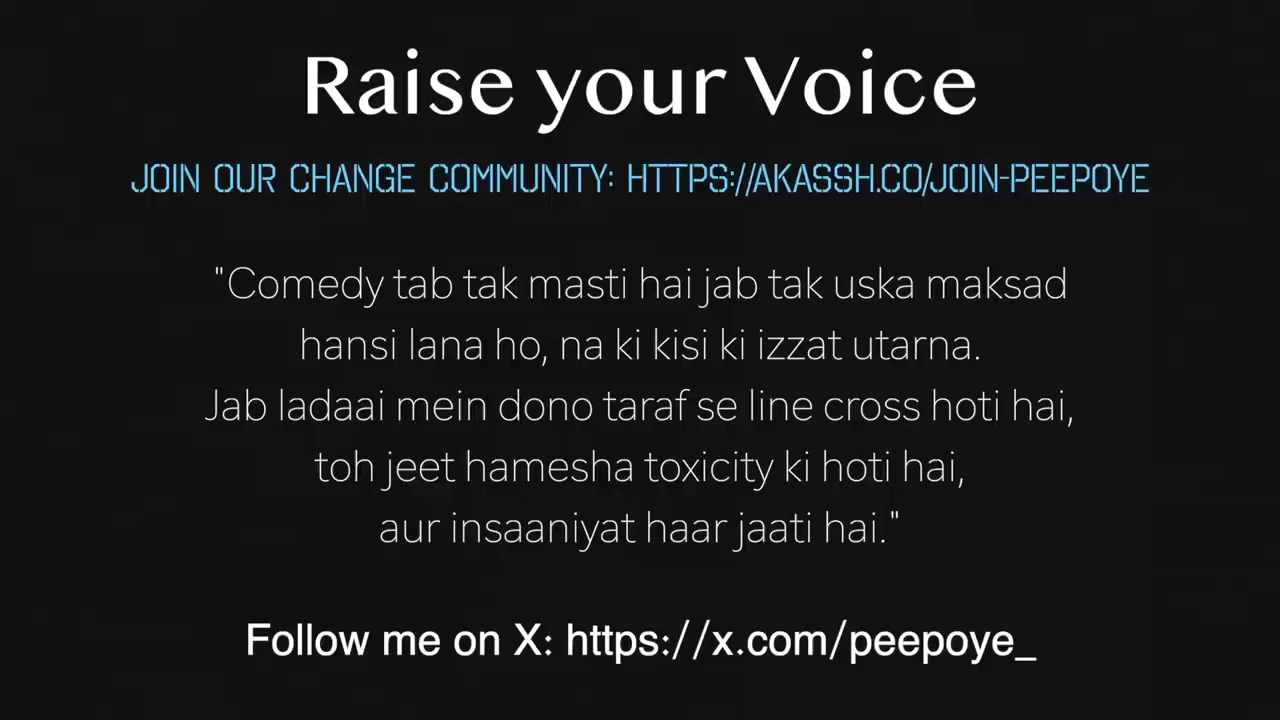 Raise your Voice
JOIN OUR CHANGE COMMUNITY: HTTPS://AKASSH.CO/JOIN-PEEPOYE
"Comedy tab tak masti hai jab tak uska maksad
hansi lana ho, na ki kisi ki izzat utarna.
Jab ladaai mein dono taraf se line cross hoti hai,
toh jeet hamesha toxicity ki hoti hai,
aur insaaniyat haar jaati hai."
Follow me on X: https://x.com/peepoye_